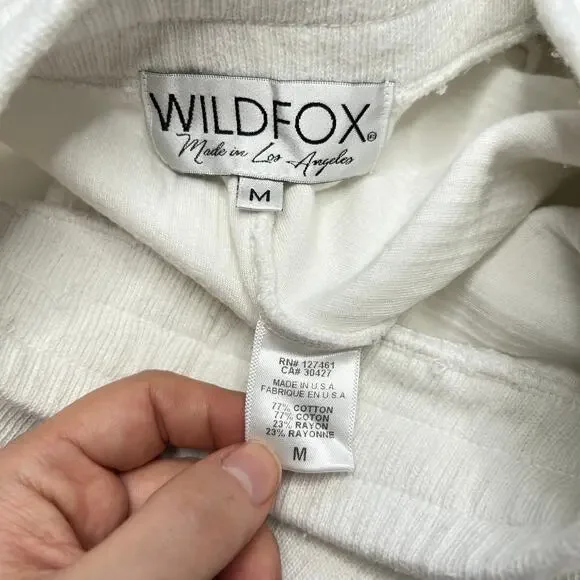 WILDFOX®
Made in Los Angeles
M
RN# 127461
CA# 30427
MADE IN U.S.A
FABRIQUE EN U.S.A
77% COTTON
77% COTON
23% RAYON
23% RAYONNE
M